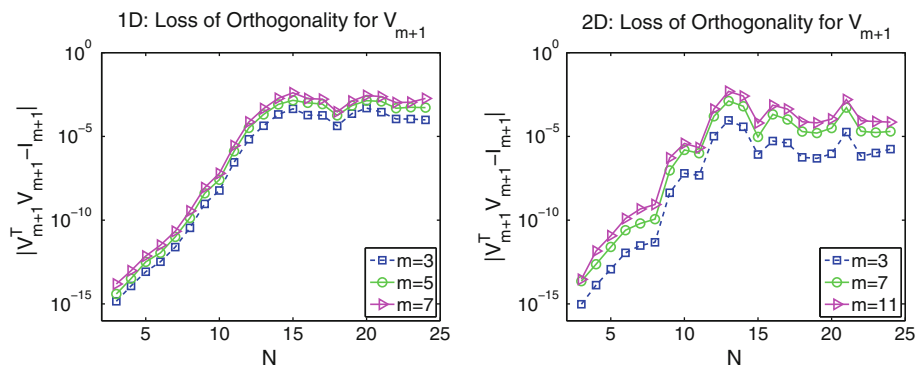 1D: Loss of Orthogonality for V_{m+1}
|V^T_{m+1} V_{m+1}−I_{m+1}|
10^0
10^−5
10^−10
10^−15
5 10 15 20 25
N
m=3
m=5
m=7
2D: Loss of Orthogonality for V_{m+1}
|V^T_{m+1} V_{m+1}−I_{m+1}|
10^0
10^−5
10^−10
10^−15
5 10 15 20 25
N
m=3
m=7
m=11